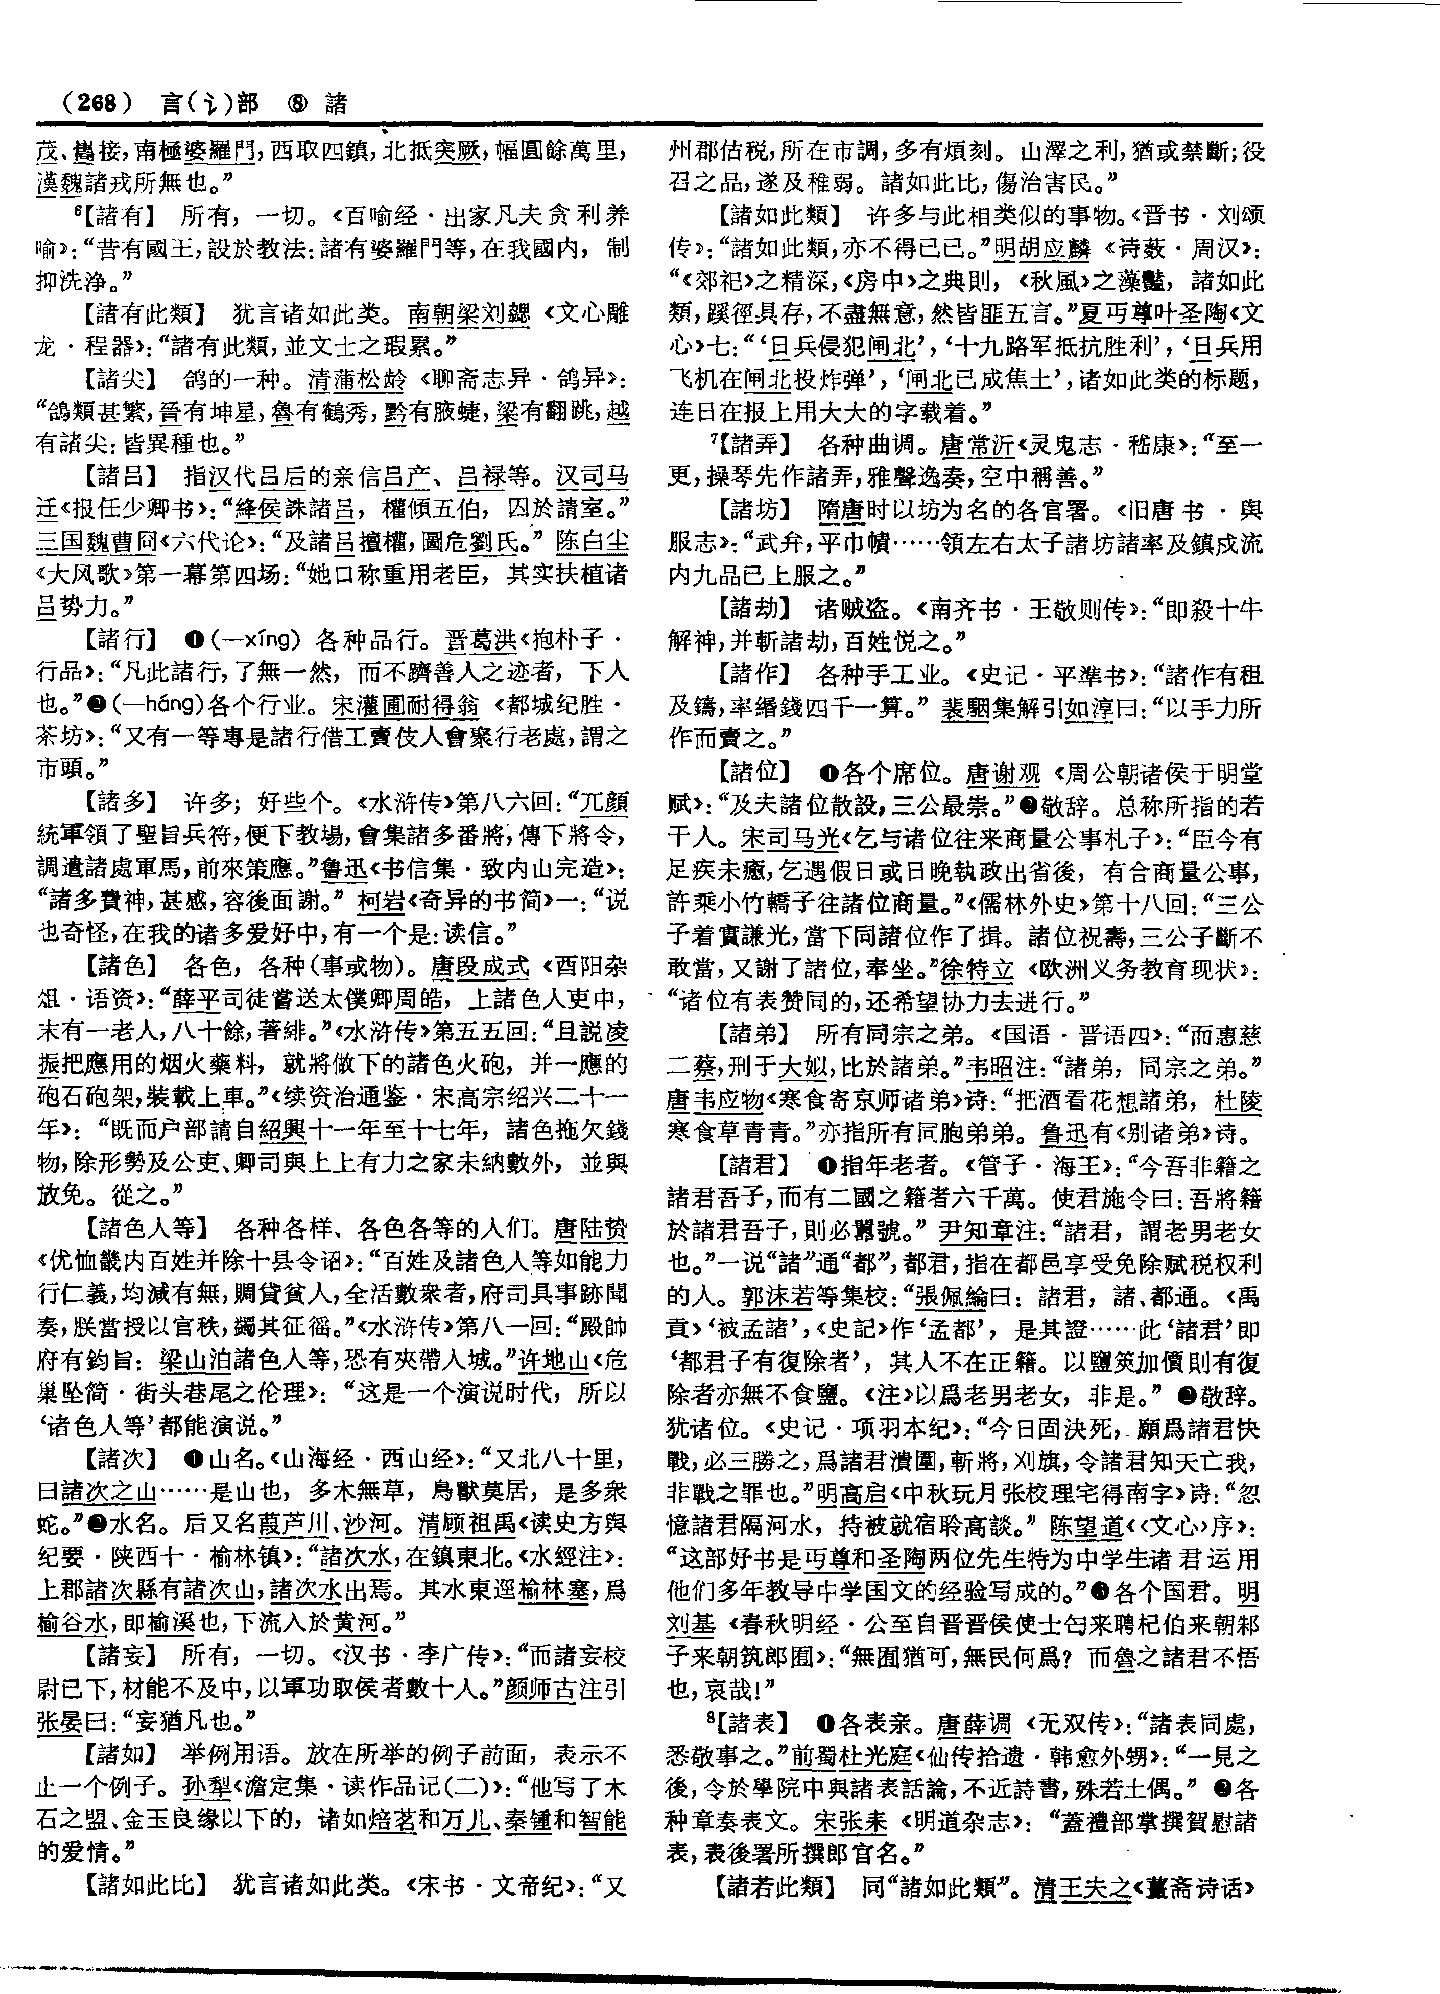 (268) 言(讠)部 ⑧ 諸
茂、巂接,南極婆羅門,西取四鎮,北抵突厥,幅圓餘萬里,
漢魏諸戎所無也。”
⁶【諸有】 所有,一切。《百喻经·出家凡夫贪利养
喻》:“昔有國王,設於教法:諸有婆羅門等,在我國内,制
抑洗浄。”
【諸有此類】 犹言诸如此类。南朝梁刘勰《文心雕
龙·程器》:“諸有此類,並文士之瑕累。”
【諸尖】 鸽的一种。清蒲松龄《聊斋志异·鸽异》:
“鴿類甚繁,晉有坤星,魯有鶴秀,黔有腋蜨,梁有翻跳,越
有諸尖:皆異種也。”
【諸吕】 指汉代吕后的亲信吕产、吕禄等。汉司马
迁《报任少卿书》:“絳侯誅諸吕,權傾五伯,囚於請室。”
三国魏曹冏《六代论》:“及諸吕擅權,圖危劉氏。”陈白尘
《大风歌》第一幕第四场:“她口称重用老臣,其实扶植诸
吕势力。”
【諸行】 ❶(—xíng) 各种品行。晋葛洪《抱朴子·
行品》:“凡此諸行,了無一然,而不躋善人之迹者,下人
也。”❷(—háng)各个行业。宋灌圃耐得翁《都城纪胜·
茶坊》:“又有一等專是諸行借工賣伎人會聚行老處,謂之
市頭。”
【諸多】 许多;好些个。《水浒传》第八六回:“兀顔
統軍領了聖旨兵符,便下教場,會集諸多番將,傳下將令,
調遣諸處軍馬,前來策應。”鲁迅《书信集·致内山完造》:
“諸多費神,甚感,容後面謝。”柯岩《奇异的书简》一:“说
也奇怪,在我的诸多爱好中,有一个是:读信。”
【諸色】 各色,各种(事或物)。唐段成式《酉阳杂
俎·语资》:“薛平司徒嘗送太僕卿周皓,上諸色人吏中,
末有一老人,八十餘,著緋。”《水浒传》第五五回:“且説凌
振把應用的烟火藥料,就將做下的諸色火砲,并一應的
砲石砲架,裝載上車。”《续资治通鉴·宋高宗绍兴二十一
年》:“既而户部請自紹興十一年至十七年,諸色拖欠錢
物,除形勢及公吏、鄉司與上上有力之家未納數外,並與
放免。從之。”
【諸色人等】 各种各样、各色各等的人们。唐陆贽
《优恤畿内百姓并除十县令诏》:“百姓及諸色人等如能力
行仁義,均減有無,賙貸貧人,全活數衆者,府司具事跡聞
奏,朕當授以官秩,蠲其征徭。”《水浒传》第八一回:“殿帥
府有鈞旨:梁山泊諸色人等,恐有夾帶入城。”许地山《危
巢坠简·街头巷尾之伦理》:“这是一个演说时代,所以
‘诸色人等’都能演说。”
【諸次】 ❶山名。《山海经·西山经》:“又北八十里,
曰諸次之山……是山也,多木無草,鳥獸莫居,是多衆
蛇。”❷水名。后又名葭芦川、沙河。清顾祖禹《读史方舆
纪要·陕西十·榆林镇》:“諸次水,在鎮東北。《水經注》:
上郡諸次縣有諸次山,諸次水出焉。其水東逕榆林塞,爲
榆谷水,即榆溪也,下流入於黄河。”
【諸妄】 所有,一切。《汉书·李广传》:“而諸妄校
尉已下,材能不及中,以軍功取侯者數十人。”颜师古注引
张晏曰:“妄猶凡也。”
【諸如】 举例用语。放在所举的例子前面,表示不
止一个例子。孙犁《澹定集·读作品记(二)》:“他写了木
石之盟、金玉良缘以下的,诸如焙茗和万儿、秦锺和智能
的爱情。”
【諸如此比】 犹言诸如此类。《宋书·文帝纪》:“又
州郡估税,所在市調,多有煩刻。山澤之利,猶或禁斷;役
召之品,遂及稚弱。諸如此比,傷治害民。”
【諸如此類】 许多与此相类似的事物。《晋书·刘颂
传》:“諸如此類,亦不得已已。”明胡应麟《诗薮·周汉》:
“《郊祀》之精深,《房中》之典則,《秋風》之藻豔,諸如此
類,蹊徑具存,不盡無意,然皆匪五言。”夏丏尊叶圣陶《文
心》七:“‘日兵侵犯闸北’,‘十九路军抵抗胜利’,‘日兵用
飞机在闸北投炸弹’,‘闸北已成焦土’,诸如此类的标题,
连日在报上用大大的字载着。”
⁷【諸弄】 各种曲调。唐常沂《灵鬼志·嵇康》:“至一
更,操琴先作諸弄,雅聲逸奏,空中稱善。”
【諸坊】 隋唐时以坊为名的各官署。《旧唐书·舆
服志》:“武弁,平巾幘……領左右太子諸坊諸率及鎮戍流
内九品已上服之。”
【諸劫】 诸贼盗。《南齐书·王敬则传》:“即殺十牛
解神,并斬諸劫,百姓悦之。”
【諸作】 各种手工业。《史记·平準书》:“諸作有租
及鑄,率緡錢四千一算。”裴駰集解引如淳曰:“以手力所
作而賣之。”
【諸位】 ❶各个席位。唐谢观《周公朝诸侯于明堂
赋》:“及夫諸位散設,三公最崇。”❷敬辞。总称所指的若
干人。宋司马光《乞与诸位往来商量公事札子》:“臣今有
足疾未癒,乞遇假日或日晚執政出省後,有合商量公事,
許乘小竹轎子往諸位商量。”《儒林外史》第十八回:“三公
子着實謙光,當下同諸位作了揖。諸位祝壽,三公子斷不
敢當,又謝了諸位,奉坐。”徐特立《欧洲义务教育现状》:
“诸位有表赞同的,还希望协力去进行。”
【諸弟】 所有同宗之弟。《国语·晋语四》:“而惠慈
二蔡,刑于大姒,比於諸弟。”韦昭注:“諸弟,同宗之弟。”
唐韦应物《寒食寄京师诸弟》诗:“把酒看花想諸弟,杜陵
寒食草青青。”亦指所有同胞弟弟。鲁迅有《别诸弟》诗。
【諸君】 ❶指年老者。《管子·海王》:“今吾非籍之
諸君吾子,而有二國之籍者六千萬。使君施令曰:吾將籍
於諸君吾子,則必囂號。”尹知章注:“諸君,謂老男老女
也。”一说“諸”通“都”,都君,指在都邑享受免除赋税权利
的人。郭沫若等集校:“張佩綸曰:諸君,諸、都通。《禹
貢》‘被孟諸’,《史記》作‘孟都’,是其證……此‘諸君’即
‘都君子有復除者’,其人不在正籍。以鹽筴加價則有復
除者亦無不食鹽。《注》以爲老男老女,非是。”❷敬辞。
犹诸位。《史记·项羽本纪》:“今日固決死,願爲諸君快
戰,必三勝之,爲諸君潰圍,斬將,刈旗,令諸君知天亡我,
非戰之罪也。”明高启《中秋玩月张校理宅得南字》诗:“忽
憶諸君隔河水,持被就宿聆高談。”陈望道《〈文心〉序》:
“这部好书是丏尊和圣陶两位先生特为中学生诸君运用
他们多年教导中学国文的经验写成的。”❸各个国君。明
刘基《春秋明经·公至自晋晋侯使士匄来聘杞伯来朝邾
子来朝筑郎囿》:“無囿猶可,無民何爲?而魯之諸君不悟
也,哀哉!”
⁸【諸表】 ❶各表亲。唐薛调《无双传》:“諸表同處,
悉敬事之。”前蜀杜光庭《仙传拾遗·韩愈外甥》:“一見之
後,令於學院中與諸表話論,不近詩書,殊若土偶。”❷各
种章奏表文。宋张耒《明道杂志》:“蓋禮部掌撰賀慰諸
表,表後署所撰郎官名。”
【諸若此類】 同“諸如此類”。清王夫之《薑斋诗话》